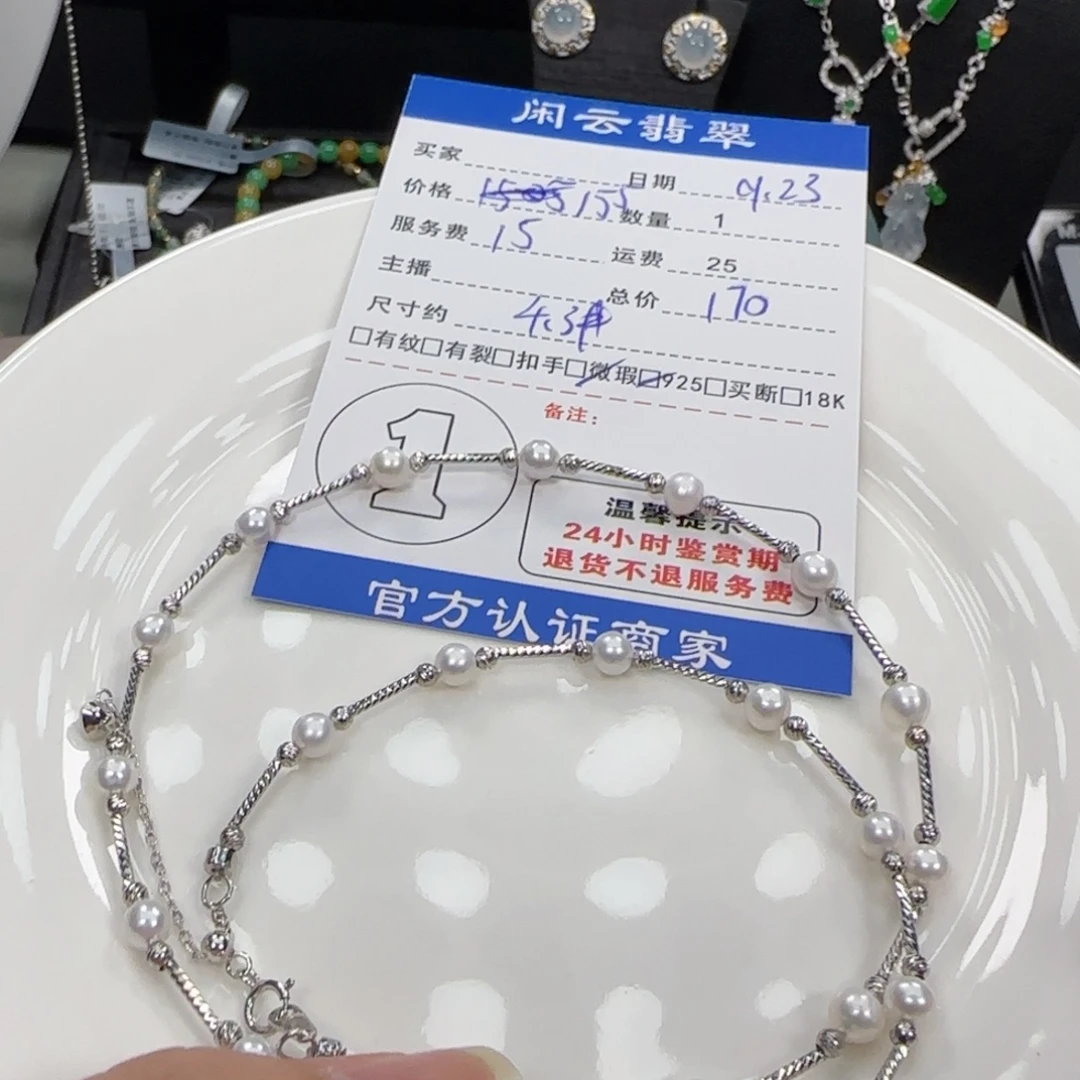 闲云翡翠
买家 日期 9.23
价格 155 数量 1
服务费 15 运费 25
主播 总价 170
尺寸约 4.3
□有纹□有裂□扣手□微瑕□925□买断□18K
备注:
1
温馨提示
24小时鉴赏期
退货不退服务费
官方认证商家